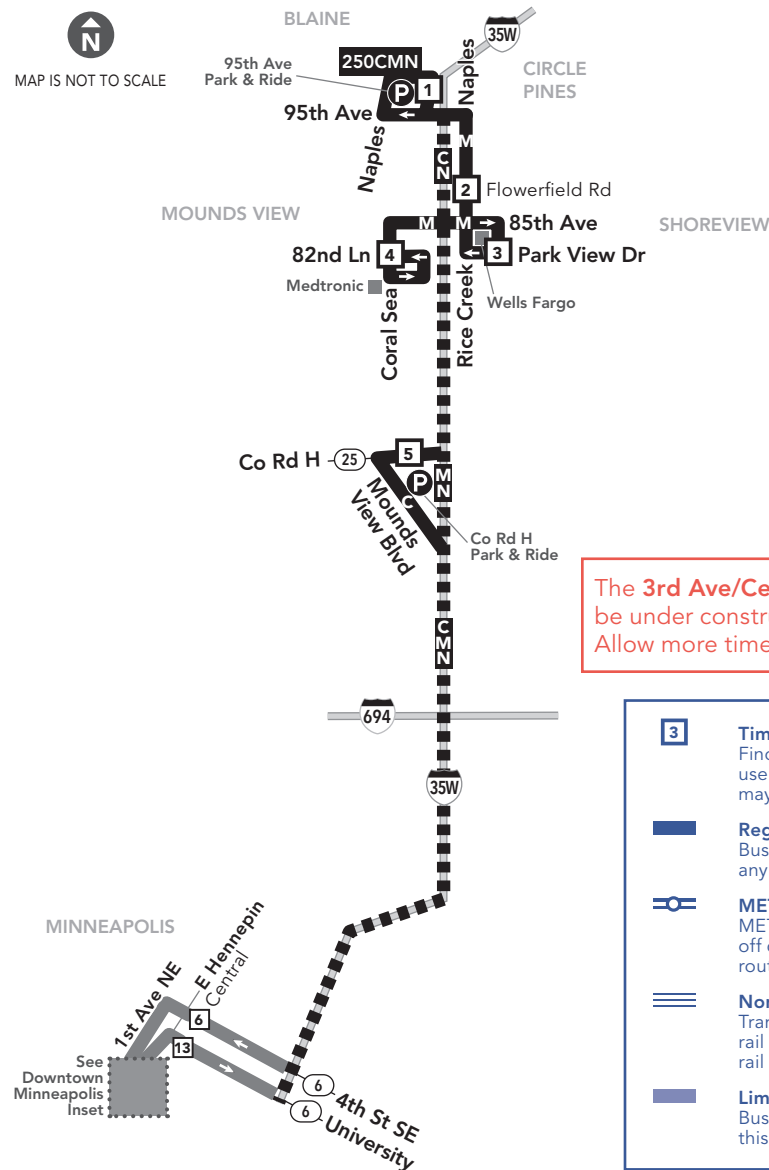 N
MAP IS NOT TO SCALE
BLAINE
35W
95th Ave
Park & Ride
250CMN
P
1
Naples
CIRCLE
PINES
95th Ave
Naples
C
N
M
2
Flowerfield Rd
MOUNDS VIEW
M
M
85th Ave
SHOREVIEW
82nd Ln
4
3
Park View Dr
Medtronic
Wells Fargo
Coral Sea
Rice Creek
Co Rd H
25
5
M
N
P
C
Mounds
View Blvd
Co Rd H
Park & Ride
The 3rd Ave/Ce
be under constru
Allow more time
C
M
N
694
35W
3
Tim
Find
use
may
Reg
Bus
any
MET
MET
off o
rout
Nor
Tran
rail
rail
Lim
Bus
this
MINNEAPOLIS
1st Ave NE
E Hennepin
Central
6
13
See
Downtown
Minneapolis
Inset
6
4th St SE
6
University